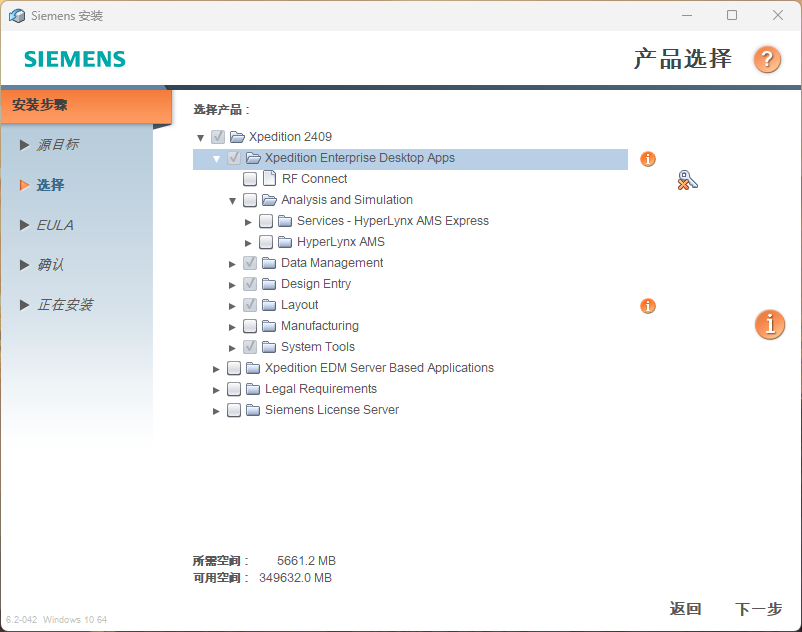 Siemens 安装
SIEMENS
产品选择
?
安装步骤
源目标
选择
EULA
确认
正在安装
选择产品：
Xpedition 2409
Xpedition Enterprise Desktop Apps
RF Connect
Analysis and Simulation
Services - HyperLynx AMS Express
HyperLynx AMS
Data Management
Design Entry
Layout
Manufacturing
System Tools
Xpedition EDM Server Based Applications
Legal Requirements
Siemens License Server
所需空间： 5661.2 MB
可用空间： 349632.0 MB
返回 下一步
6.2-042 Windows 10 64